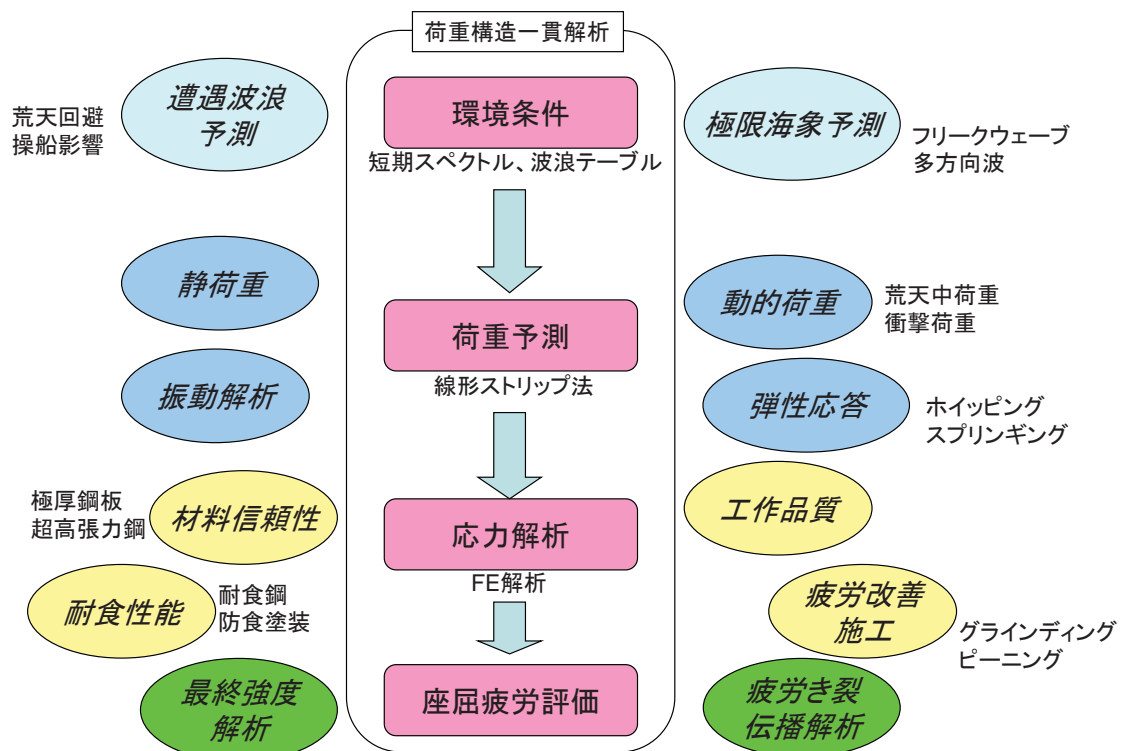 荷重構造一貫解析
遭遇波浪
予測
荒天回避
操船影響
環境条件
短期スペクトル、波浪テーブル
極限海象予測
フリークウェーブ
多方向波
静荷重
荷重予測
線形ストリップ法
動的荷重
荒天中荷重
衝撃荷重
振動解析
弾性応答
ホイッピング
スプリンギング
極厚鋼板
超高張力鋼
材料信頼性
応力解析
FE解析
工作品質
耐食性能
耐食鋼
防食塗装
疲労改善
施工
グラインディング
ピーニング
最終強度
解析
座屈疲労評価
疲労き裂
伝播解析